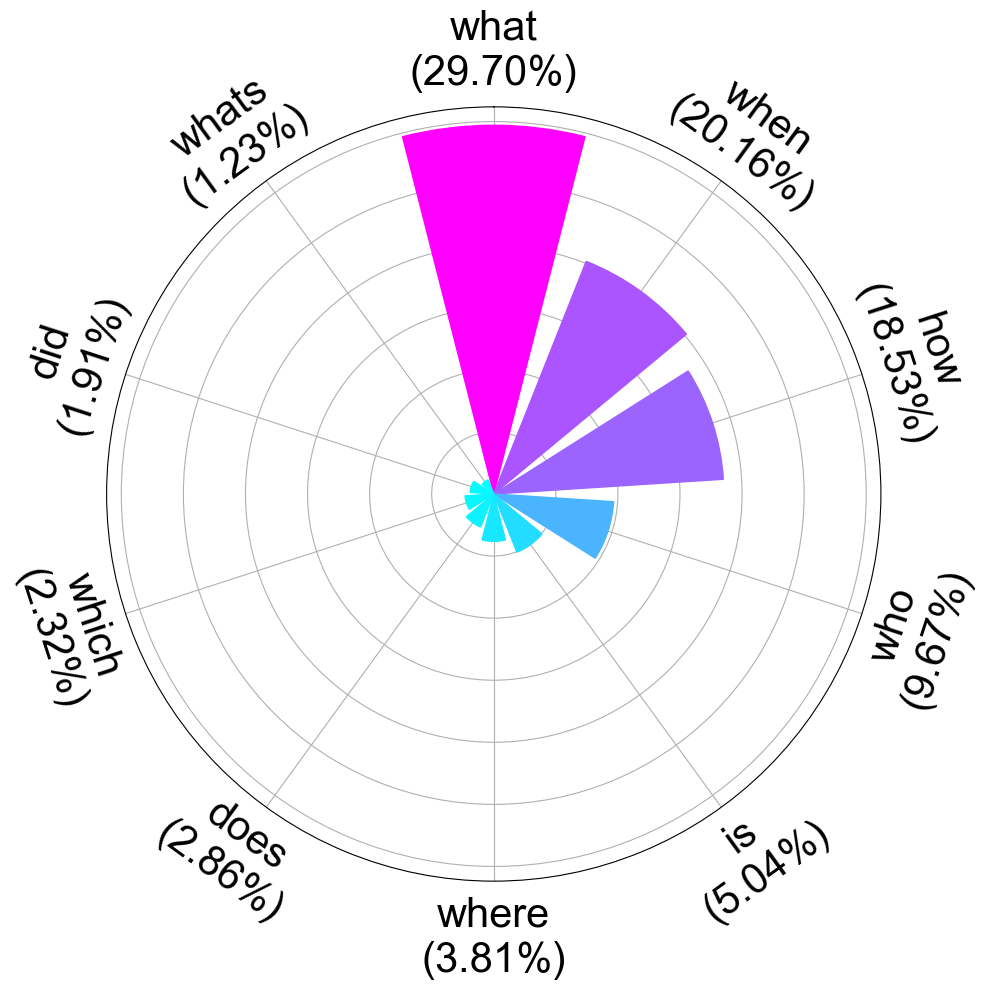 what
(29.70%)
when
(20.16%)
how
(18.53%)
who
(9.67%)
is
(5.04%)
where
(3.81%)
does
(2.86%)
which
(2.32%)
did
(1.91%)
whats
(1.23%)